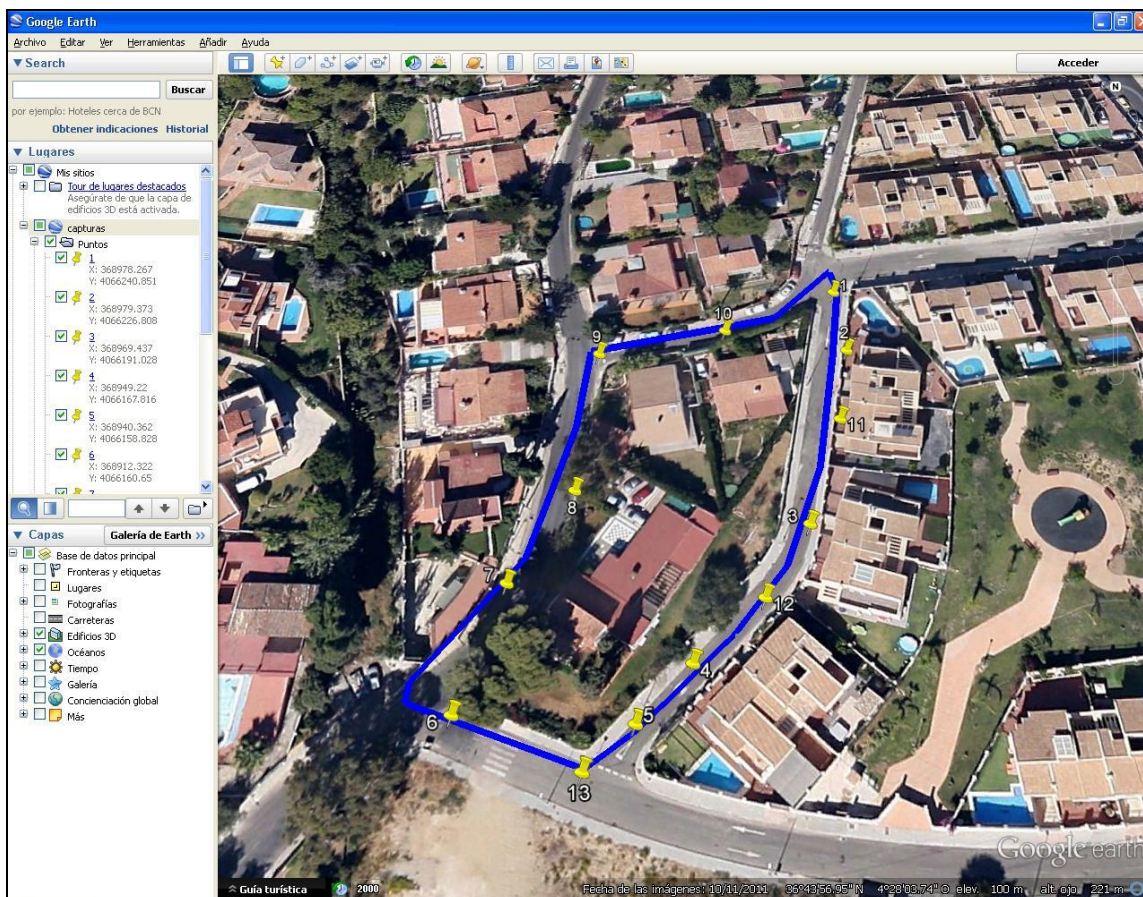 Google Earth
Archivo Editar Ver Herramientas Añadir Ayuda
Search
Acceder
Buscar
por ejemplo: Hoteles cerca de BCN
Obtener indicaciones Historial
Lugares
Mis sitios
Tour de lugares destacados
Asegúrate de que la capa de
edificios 3D está activada.
capturas
Puntos
1
X: 368978.267
Y: 4066240.851
2
X: 368979.373
Y: 4066226.808
3
X: 368969.437
Y: 4066191.028
4
X: 368949.22
Y: 4066167.816
5
X: 368940.362
Y: 4066158.828
6
X: 368912.322
Y: 4066160.65
Capas
Galería de Earth >>
Base de datos principal
Fronteras y etiquetas
Lugares
Fotografías
Carreteras
Edificios 3D
Océanos
Tiempo
Galería
Concienciación global
Más
N
1
10
2
9
11
8
3
7
12
4
6
5
13
Google earth
Guía turística
2000
Fecha de las imágenes: 10/11/2011 36°43'56.95" N 4°28'03.74" O elev. 100 m alt. ojo 221 m